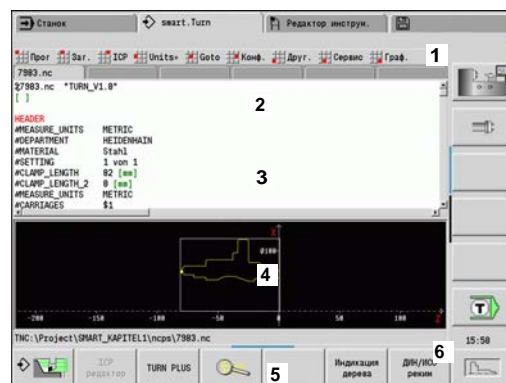 Станок smart.Turn Редактор инструм.
Прог Заг. ICP Units» Goto Конф. Друг. Сервис Граф. 1
7983.nc
27983.nc "TURN_V1.0"
[ ] 2
HEADER
#MEASURE_UNITS METRIC
#DEPARTMENT HEIDENHAIN
#MATERIAL Stahl
#SETTING 1 von 1
#CLAMP_LENGTH 82 [mm] 3
#CLAMP_LENGTH_2 0 [mm]
#MEASURE_UNITS METRIC
#CARRIAGES $1
X
Ø100
4
-200 -150 -100 -50 0 50 100 Z
T
TNC:\Project\SMART_KAPITEL1\ncps\7983.nc 15:50
ICP редактор TURN PLUS 5 Индикация дерева ДИН/ИСО режим 6